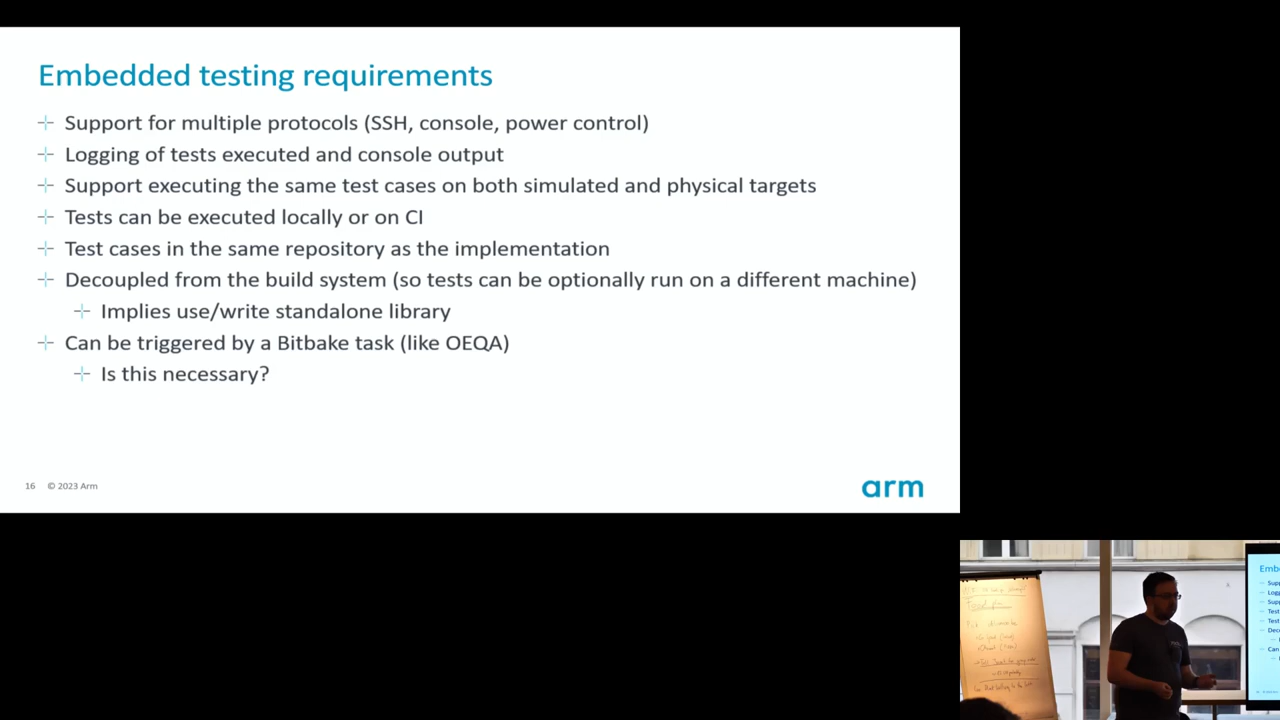 Embedded testing requirements
Support for multiple protocols (SSH, console, power control)
Logging of tests executed and console output
Support executing the same test cases on both simulated and physical targets
Tests can be executed locally or on CI
Test cases in the same repository as the implementation
Decoupled from the build system (so tests can be optionally run on a different machine)
Implies use/write standalone library
Can be triggered by a Bitbake task (like OEQA)
Is this necessary?
16 © 2023 Arm
arm